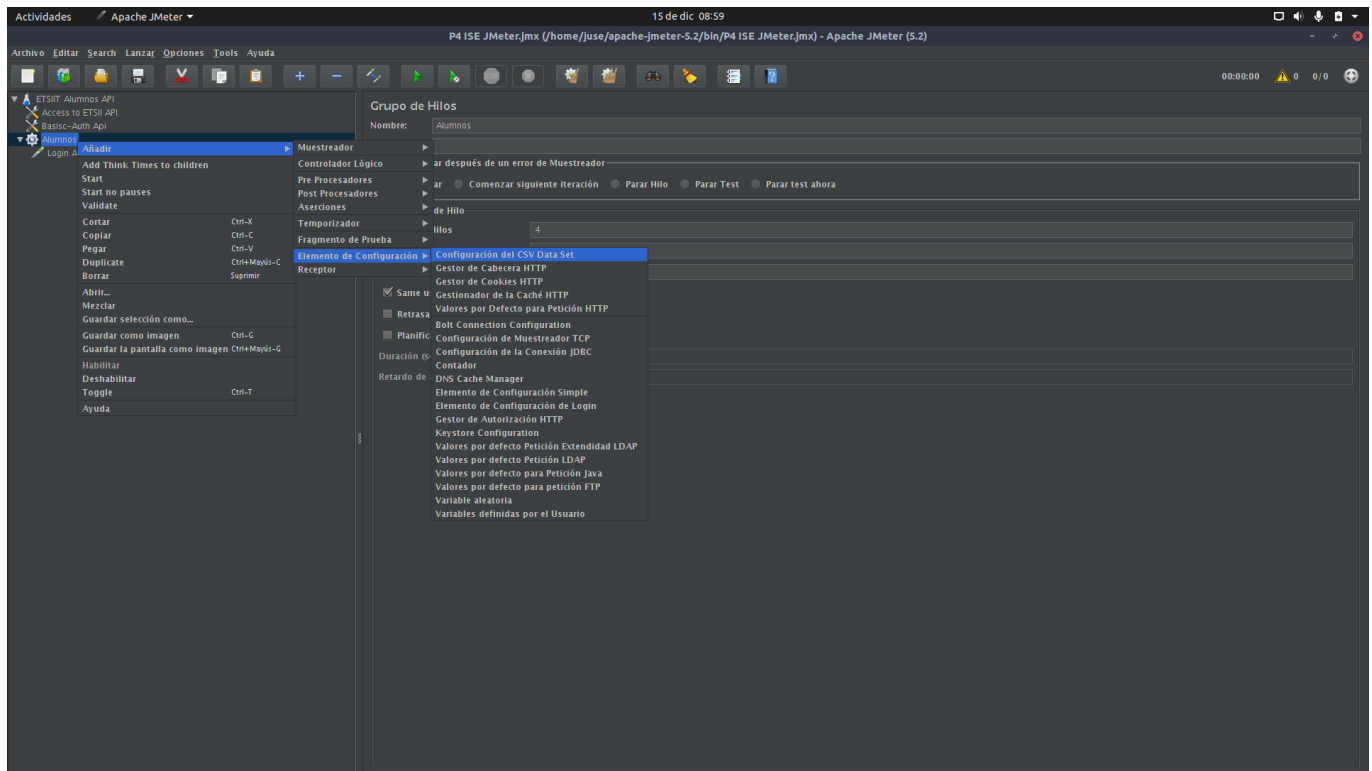 Actividades Apache JMeter 15 de dic 08:59
P4 ISE JMeter.jmx (/home/juse/apache-jmeter-5.2/bin/P4 ISE JMeter.jmx) - Apache JMeter (5.2)
Archivo Editar Search Lanzar Opciones Tools Ayuda
00:00:00 0 0/0
ETSIIT Alumnos API
Access to ETSII API
Basisc-Auth Api
Alumnos
Login A
Añadir
Add Think Times to children
Start
Start no pauses
Validate
Cortar Ctrl-X
Copiar Ctrl-C
Pegar Ctrl-V
Duplicate Ctrl+Mayús-C
Borrar Suprimir
Abrir...
Mezclar
Guardar selección como...
Guardar como imagen Ctrl-G
Guardar la pantalla como imagen Ctrl+Mayús-G
Habilitar
Deshabilitar
Toggle Ctrl-T
Ayuda
Muestreador
Controlador Lógico
Pre Procesadores
Post Procesadores
Aserciones
Temporizador
Fragmento de Prueba
Elemento de Configuración
Receptor
Configuración del CSV Data Set
Gestor de Cabecera HTTP
Gestor de Cookies HTTP
Gestionador de la Caché HTTP
Valores por Defecto para Petición HTTP
Bolt Connection Configuration
Configuración de Muestreador TCP
Configuración de la Conexión JDBC
Contador
DNS Cache Manager
Elemento de Configuración Simple
Elemento de Configuración de Login
Gestor de Autorización HTTP
Keystore Configuration
Valores por defecto Petición Extendidad LDAP
Valores por defecto Petición LDAP
Valores por defecto para Petición Java
Valores por defecto para petición FTP
Variable aleatoria
Variables definidas por el Usuario
Grupo de Hilos
Nombre: Alumnos
ar después de un error de Muestreador
ar Comenzar siguiente iteración Parar Hilo Parar Test Parar test ahora
de Hilo
Hilos 4
Same u
Retrasa
Planific
Duración (s
Retardo de